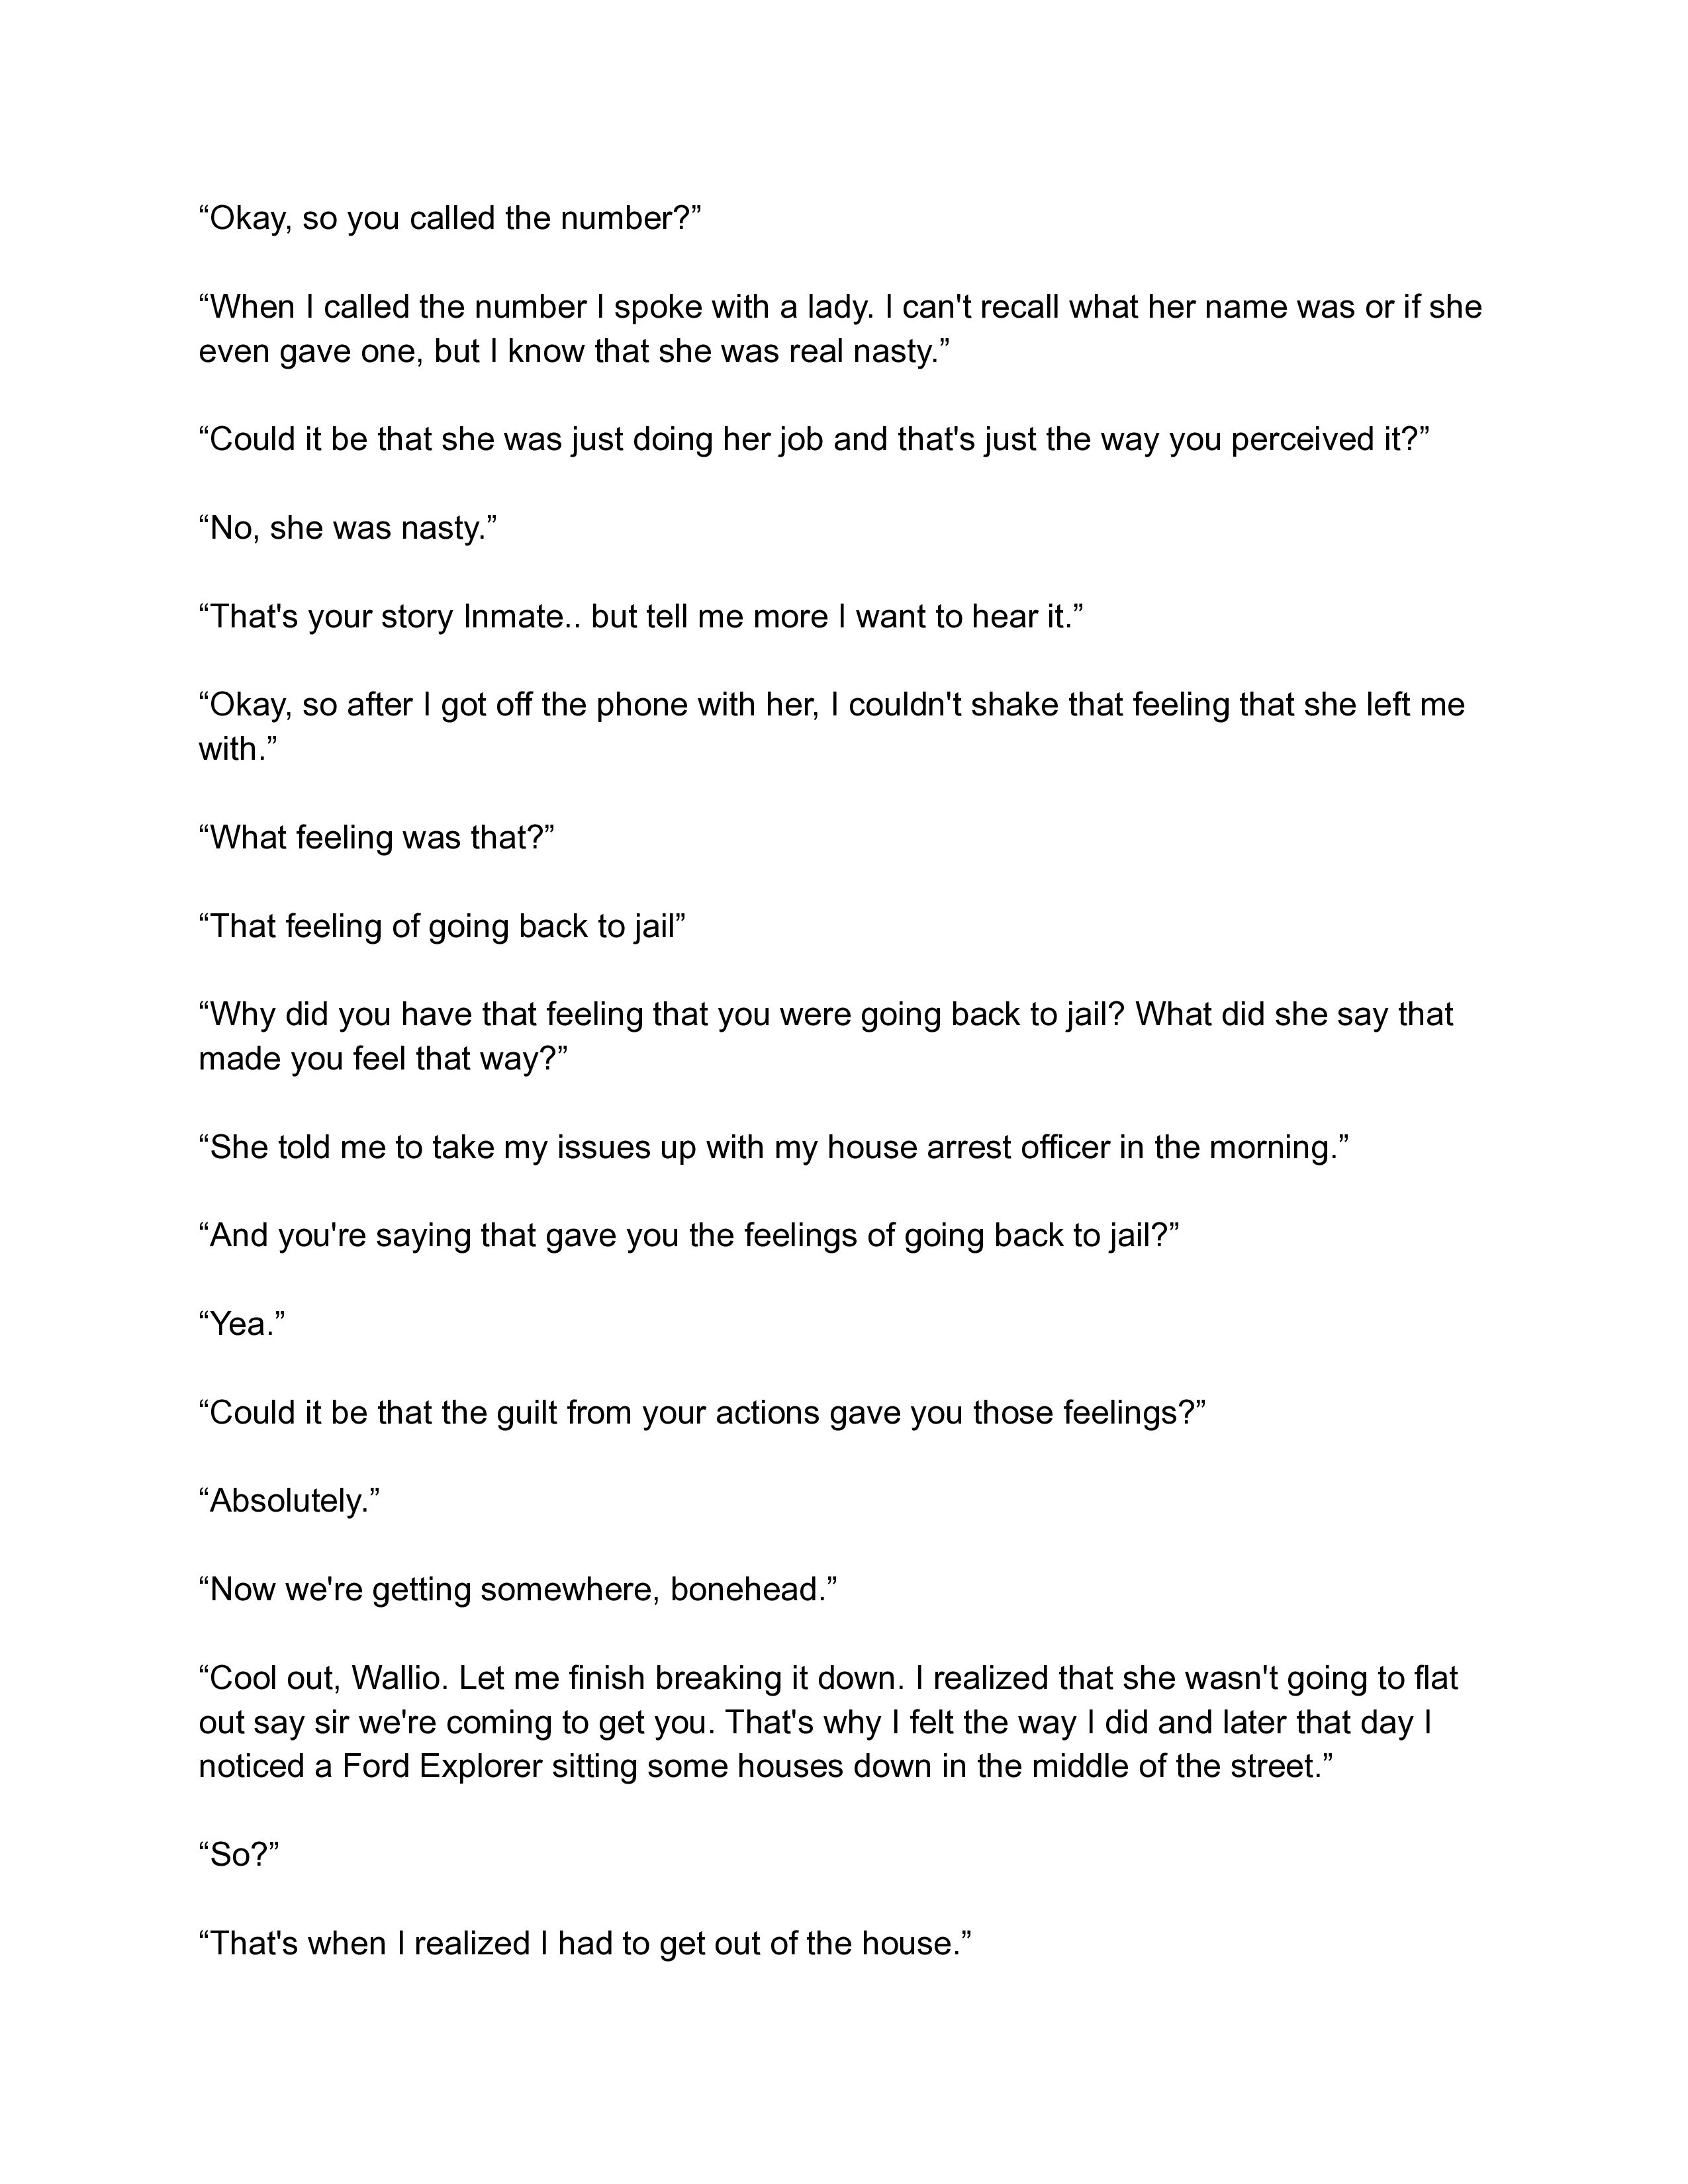 “Okay, so you called the number?”
“When I called the number I spoke with a lady. I can't recall what her name was or if she
even gave one, but I know that she was real nasty.”
“Could it be that she was just doing her job and that's just the way you perceived it?”
“No, she was nasty.”
“That's your story Inmate.. but tell me more I want to hear it.”
“Okay, so after I got off the phone with her, I couldn't shake that feeling that she left me
with.”
“What feeling was that?”
“That feeling of going back to jail”
“Why did you have that feeling that you were going back to jail? What did she say that
made you feel that way?”
“She told me to take my issues up with my house arrest officer in the morning.”
“And you're saying that gave you the feelings of going back to jail?”
“Yea.”
“Could it be that the guilt from your actions gave you those feelings?”
“Absolutely.”
“Now we're getting somewhere, bonehead.”
“Cool out, Wallio. Let me finish breaking it down. I realized that she wasn't going to flat
out say sir we're coming to get you. That's why I felt the way I did and later that day I
noticed a Ford Explorer sitting some houses down in the middle of the street.”
“So?”
“That's when I realized I had to get out of the house.”